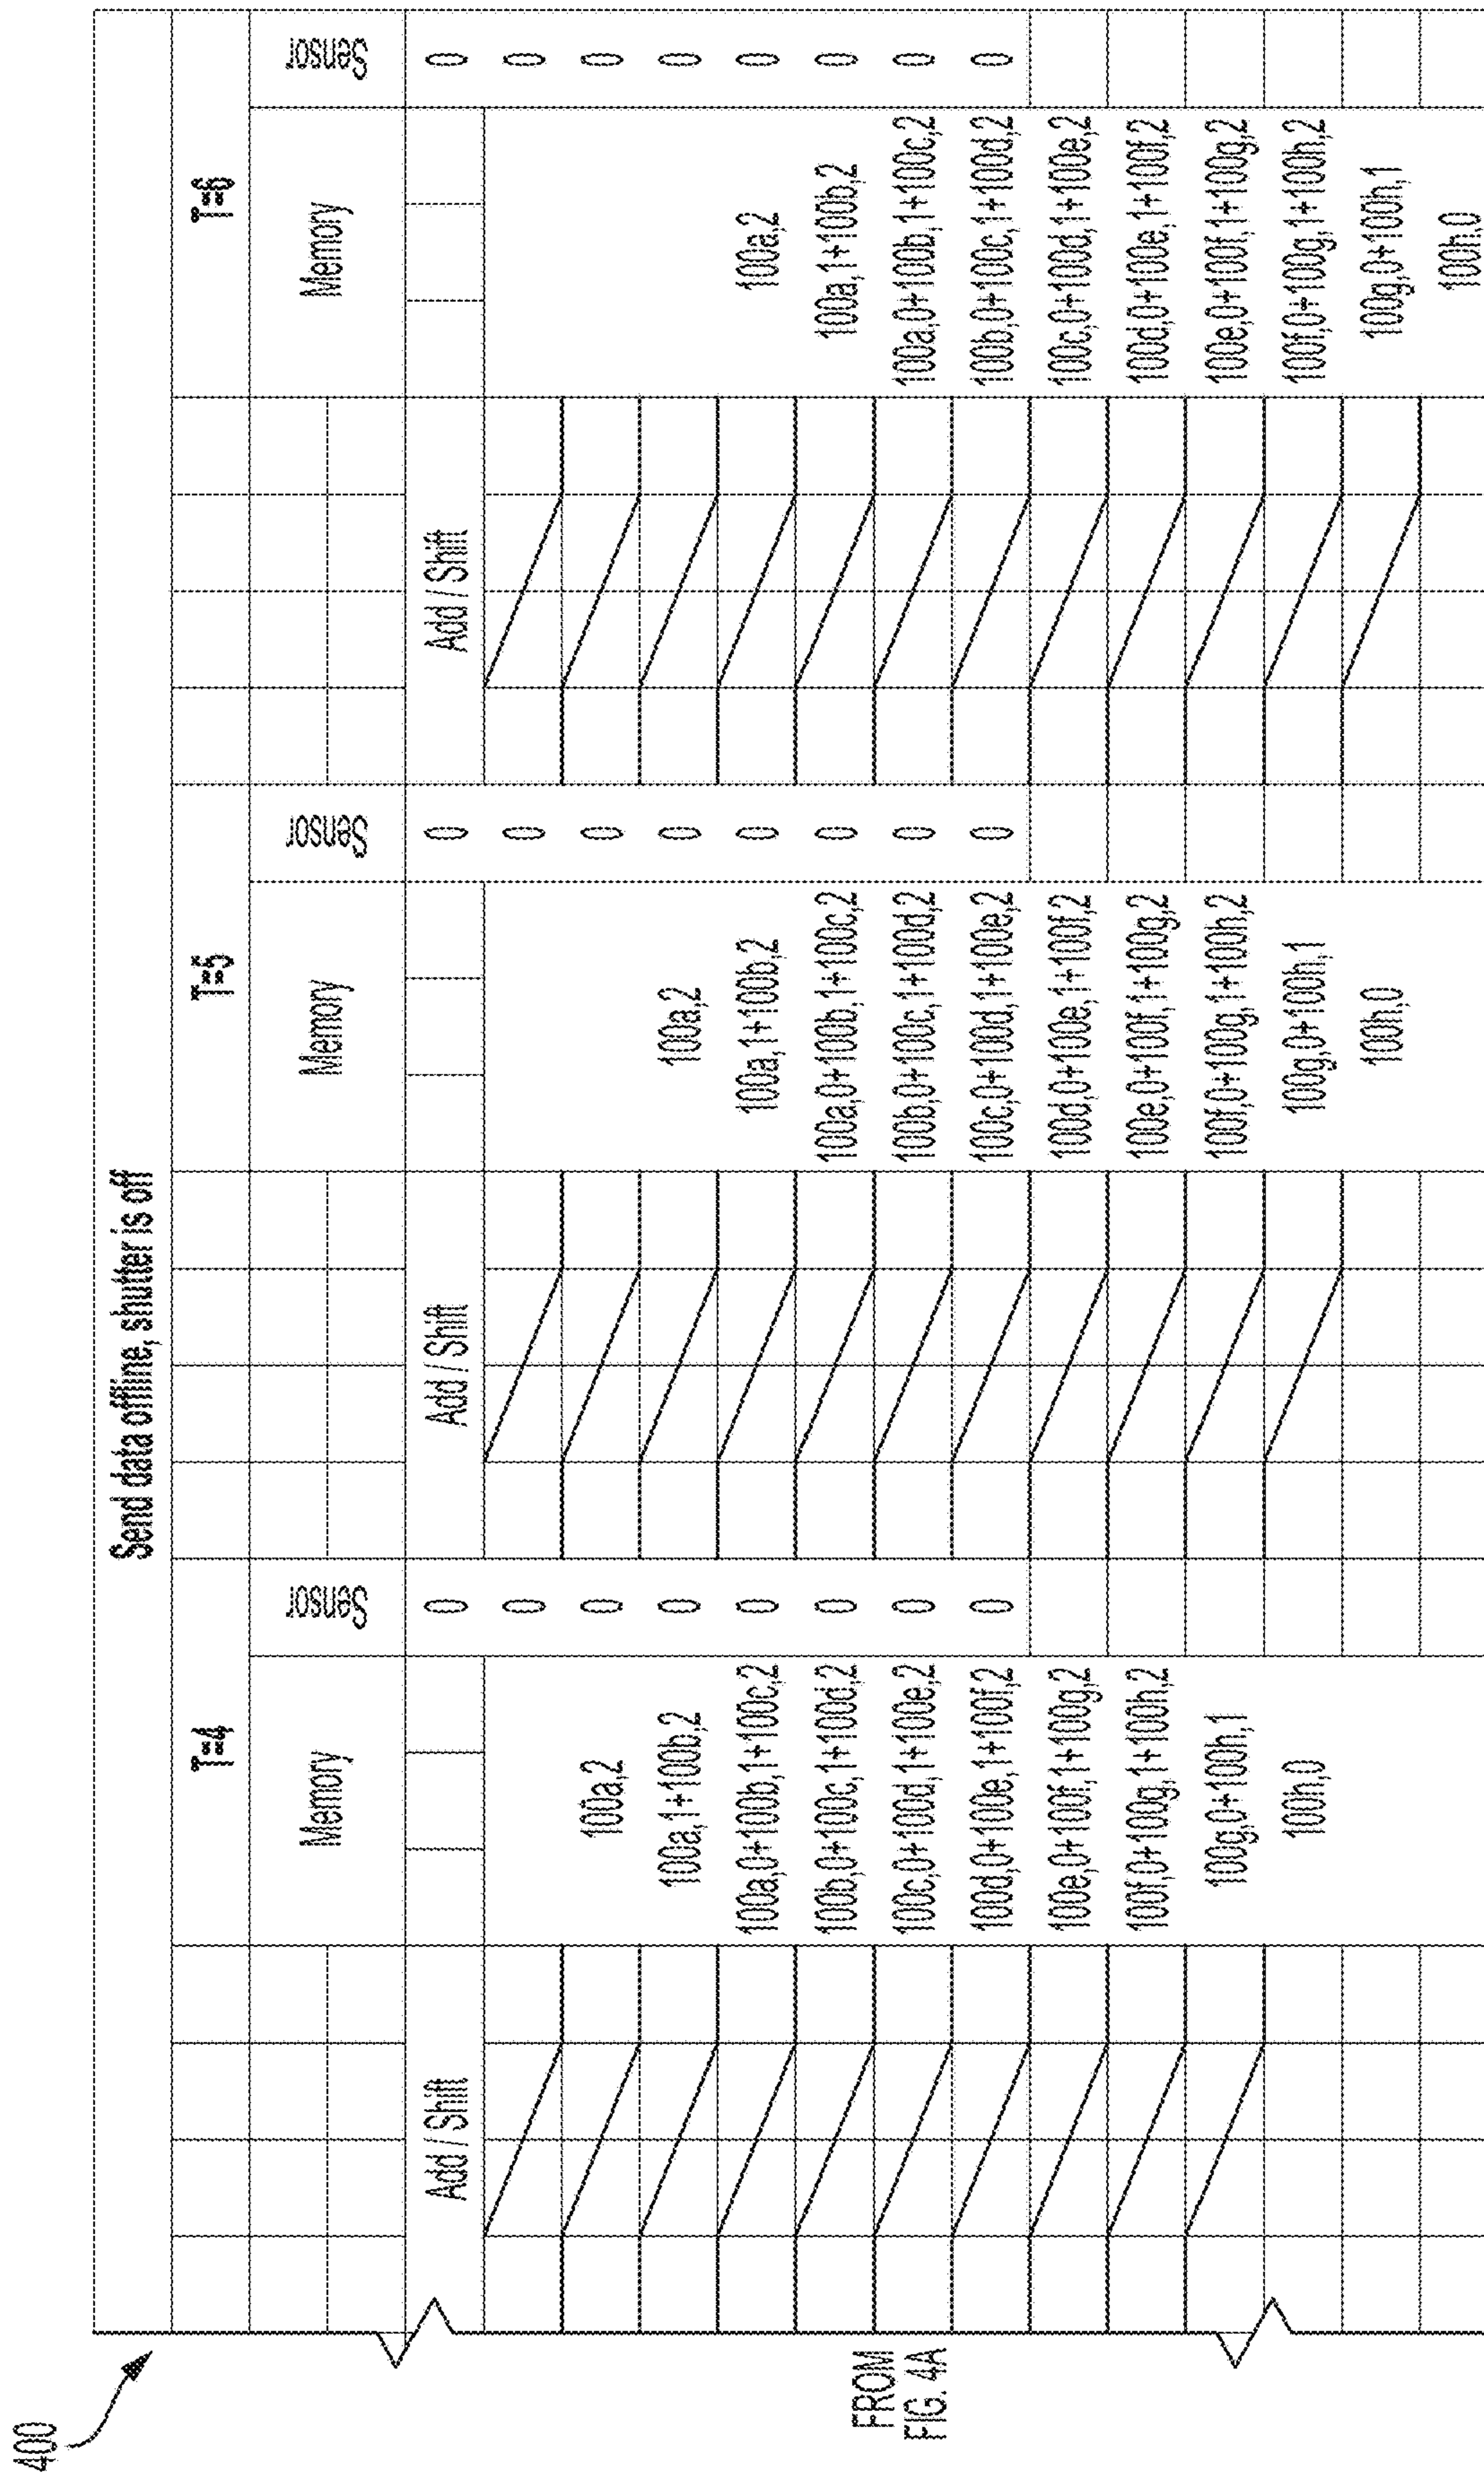 400
Send data offline, shutter is off
T=4 T=5 T=6
Memory Sensor Memory Sensor Memory Sensor
Add / Shift 0 Add / Shift 0 Add / Shift 0
0 0 0
100a,2 0 0 0
100a,1+100b,2 0 100a,2 0 0
100a,0+100b,1+100c,2 0 100a,1+100b,2 0 100a,2 0
100b,0+100c,1+100d,2 0 100a,0+100b,1+100c,2 0 100a,1+100b,2 0
100c,0+100d,1+100e,2 0 100b,0+100c,1+100d,2 0 100a,0+100b,1+100c,2 0
100d,0+100e,1+100f,2 0 100c,0+100d,1+100e,2 0 100b,0+100c,1+100d,2 0
100e,0+100f,1+100g,2 100d,0+100e,1+100f,2 100c,0+100d,1+100e,2
100f,0+100g,1+100h,2 100e,0+100f,1+100g,2 100d,0+100e,1+100f,2
100g,0+100h,1 100f,0+100g,1+100h,2 100e,0+100f,1+100g,2
100h,0 100g,0+100h,1 100f,0+100g,1+100h,2
100h,0 100g,0+100h,1
100h,0
FROM
FIG. 4A